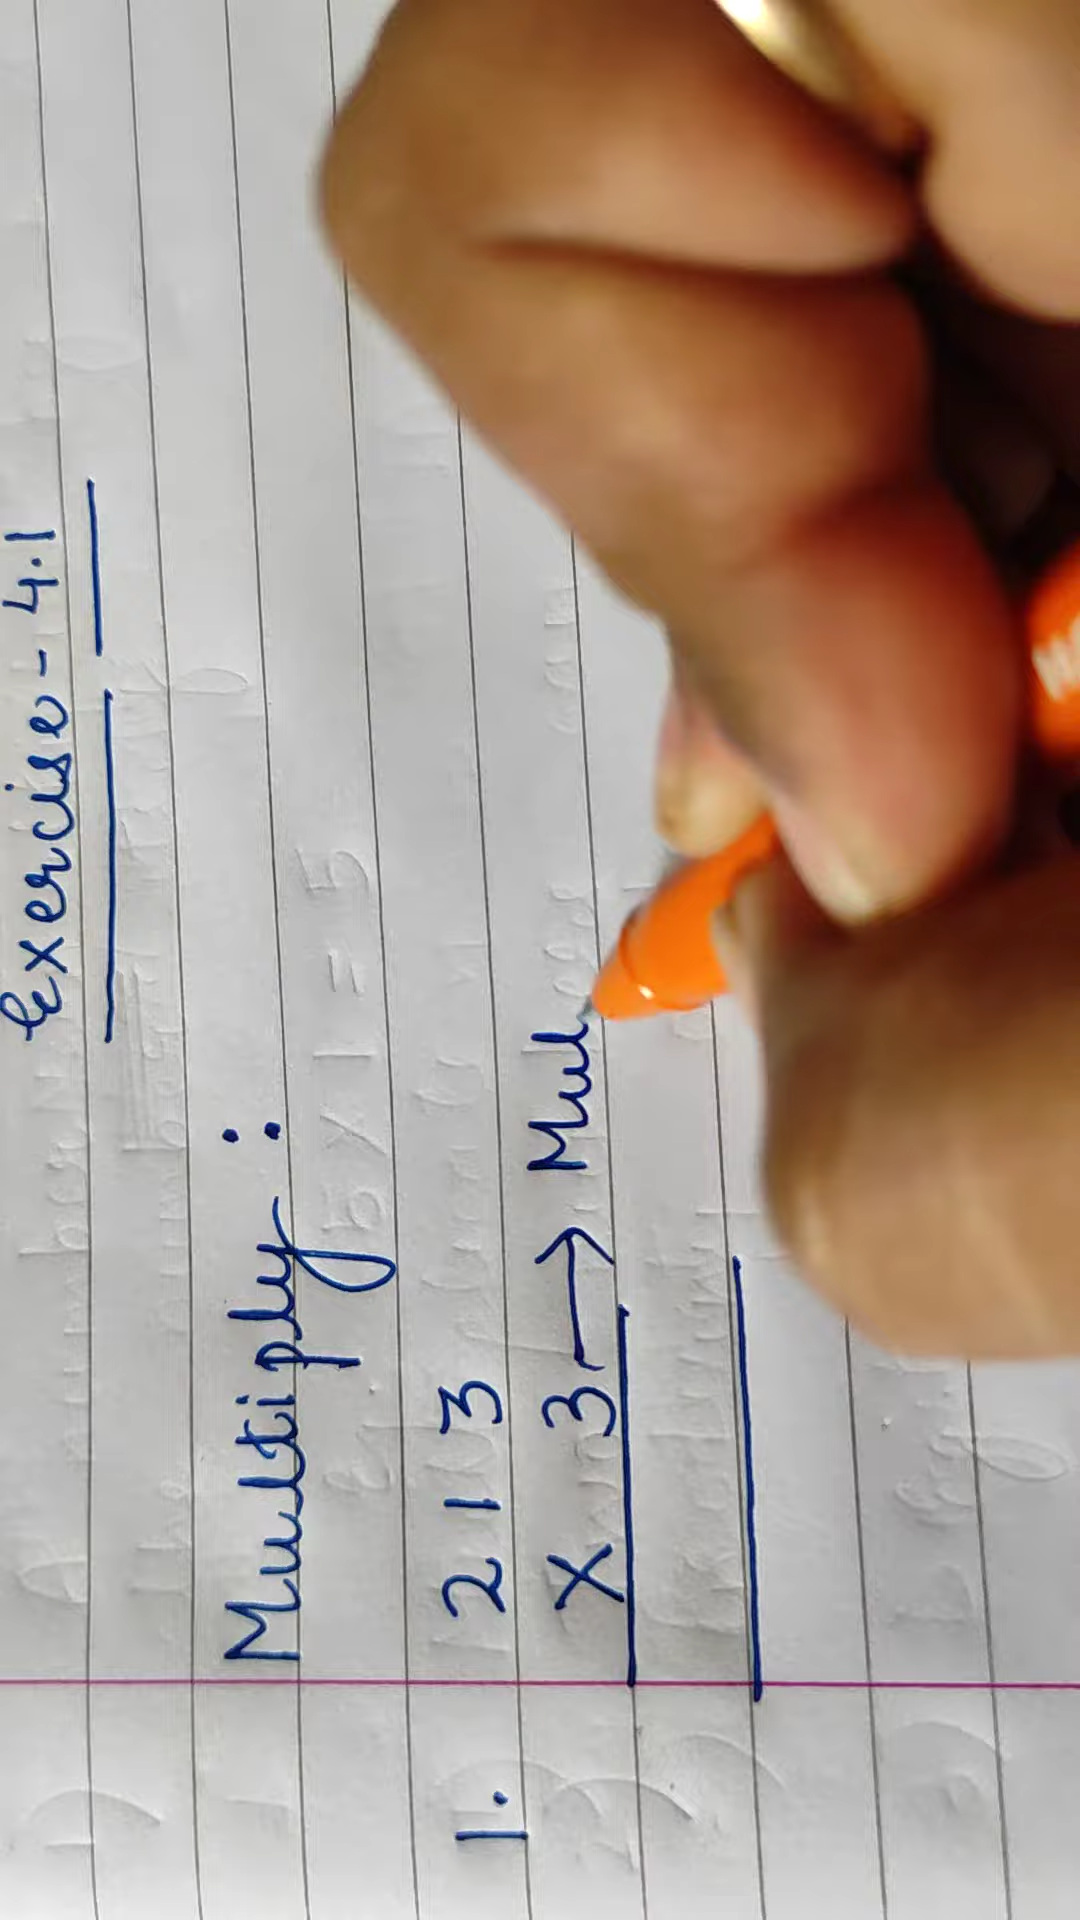 Exercise - 4.1
Multiply :
1. 213
x 3 → Mul